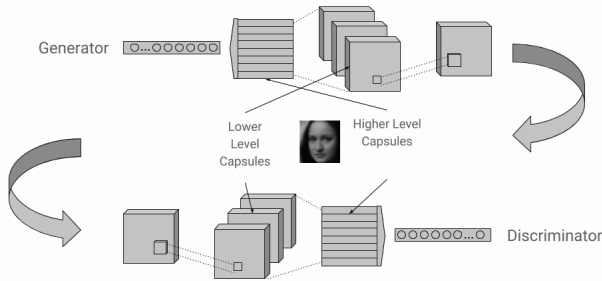 Generator
Lower
Level
Capsules
Higher Level
Capsules
Discriminator